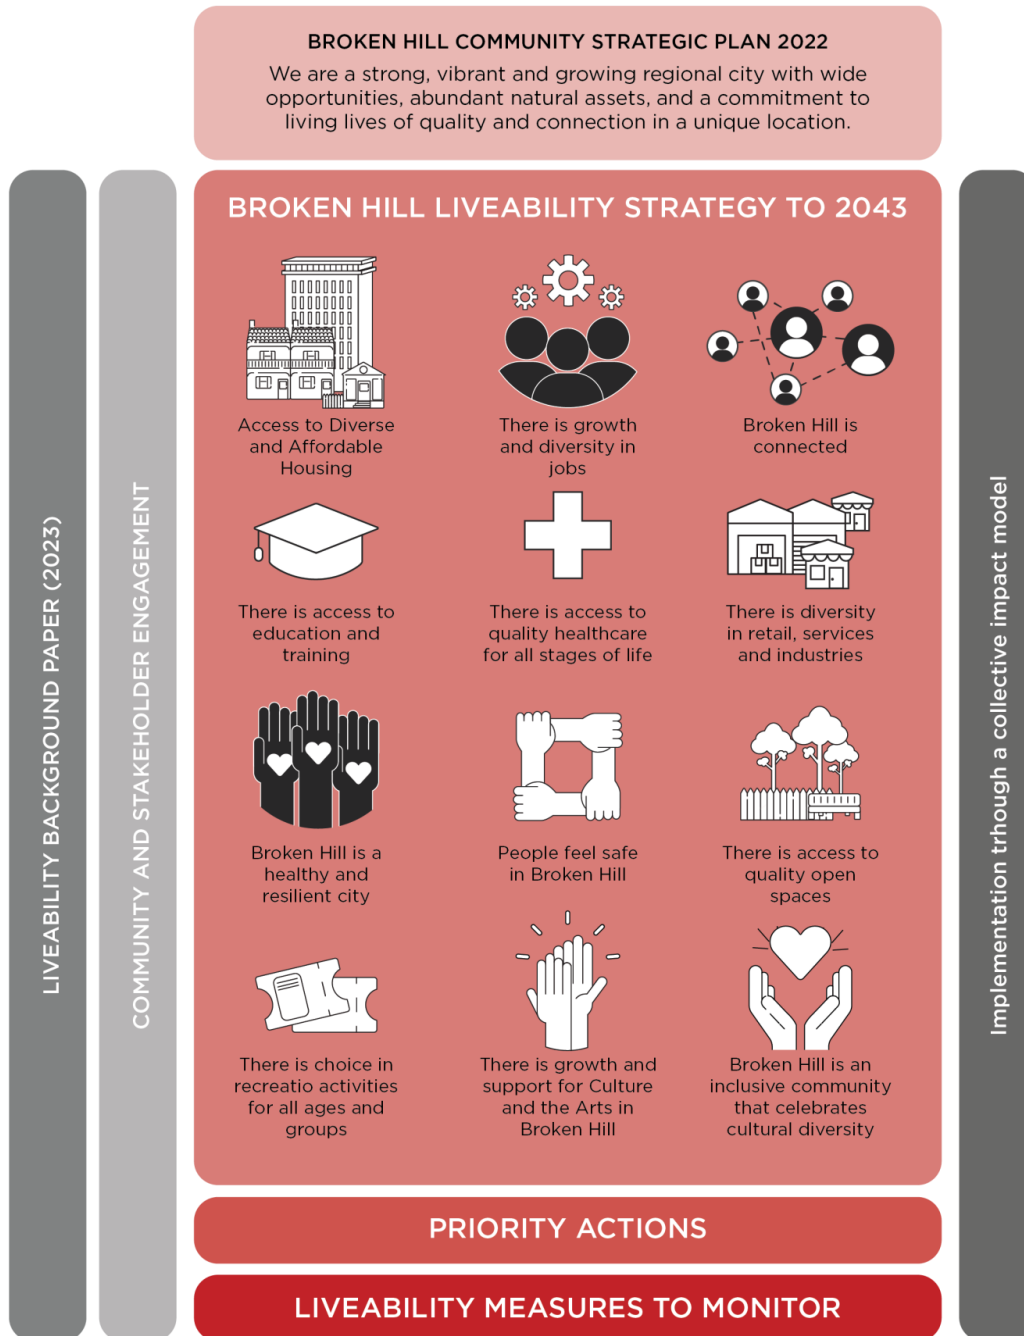 BROKEN HILL COMMUNITY STRATEGIC PLAN 2022
We are a strong, vibrant and growing regional city with wide
opportunities, abundant natural assets, and a commitment to
living lives of quality and connection in a unique location.
LIVEABILITY BACKGROUND PAPER (2023)
COMMUNITY AND STAKEHOLDER ENGAGEMENT
BROKEN HILL LIVEABILITY STRATEGY TO 2043
Access to Diverse
and Affordable
Housing
There is growth
and diversity in
jobs
Broken Hill is
connected
There is access to
education and
training
There is access to
quality healthcare
for all stages of life
There is diversity
in retail, services
and industries
Broken Hill is a
healthy and
resilient city
People feel safe
in Broken Hill
There is access to
quality open
spaces
There is choice in
recreatio activities
for all ages and
groups
There is growth and
support for Culture
and the Arts in
Broken Hill
Broken Hill is an
inclusive community
that celebrates
cultural diversity
Implementation trhough a collective impact model
PRIORITY ACTIONS
LIVEABILITY MEASURES TO MONITOR